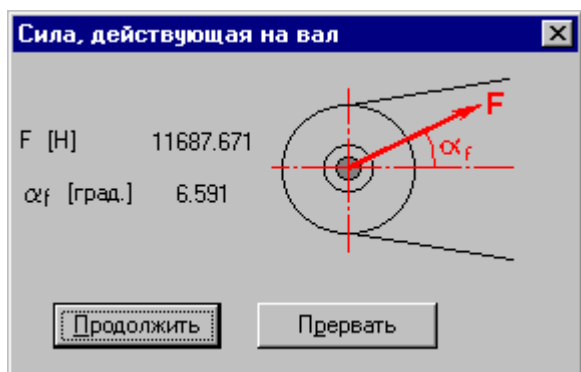 Сила, действующая на вал
F
F [Н] 11687.671
αf
αf [град.] 6.591
Продолжить Прервать